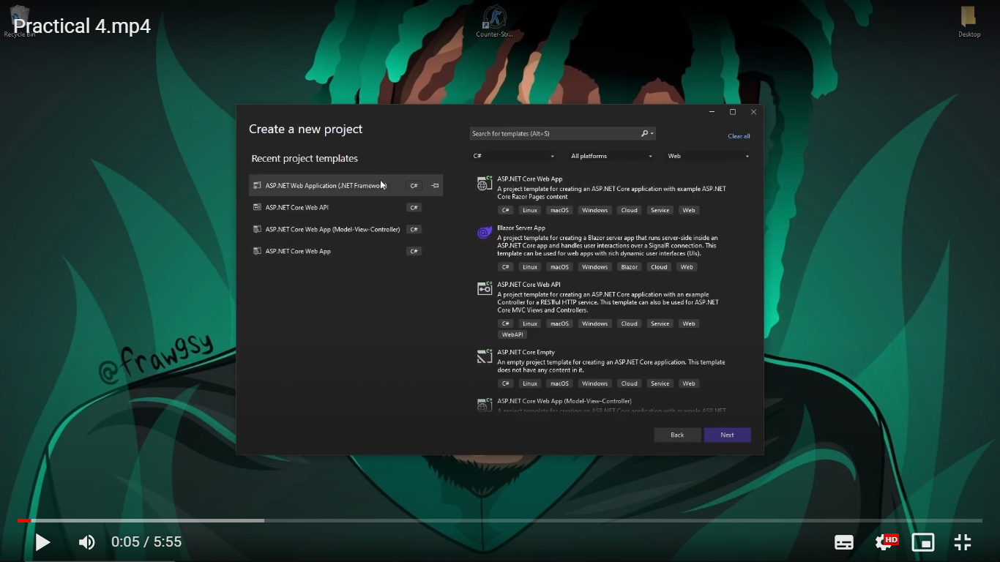 Practical 4.mp4
Recycle Bin
Counter-Str...
Desktop
Create a new project
Search for templates (Alt+S)
Clear all
Recent project templates
C#
All platforms
Web
ASP.NET Web Application (.NET Framework)
C#
ASP.NET Core Web API
C#
ASP.NET Core Web App (Model-View-Controller)
C#
ASP.NET Core Web App
C#
ASP.NET Core Web App
A project template for creating an ASP.NET Core application with example ASP.NET
Core Razor Pages content
C# Linux macOS Windows Cloud Service Web
Blazor Server App
A project template for creating a Blazor server app that runs server-side inside an
ASP.NET Core app and handles user interactions over a SignalR connection. This
template can be used for web apps with rich dynamic user interfaces (UIs).
C# Linux macOS Windows Blazor Cloud Web
ASP.NET Core Web API
A project template for creating an ASP.NET Core application with an example
Controller for a RESTful HTTP service. This template can also be used for ASP.NET
Core MVC Views and Controllers.
C# Linux macOS Windows Cloud Service Web
WebAPI
ASP.NET Core Empty
An empty project template for creating an ASP.NET Core application. This template
does not have any content in it.
C# Linux macOS Windows Cloud Service Web
ASP.NET Core Web App (Model-View-Controller)
A project template for creating an ASP.NET Core application with example ASP.NET
Back
Next
@frawgsy
0:05 / 5:55
HD